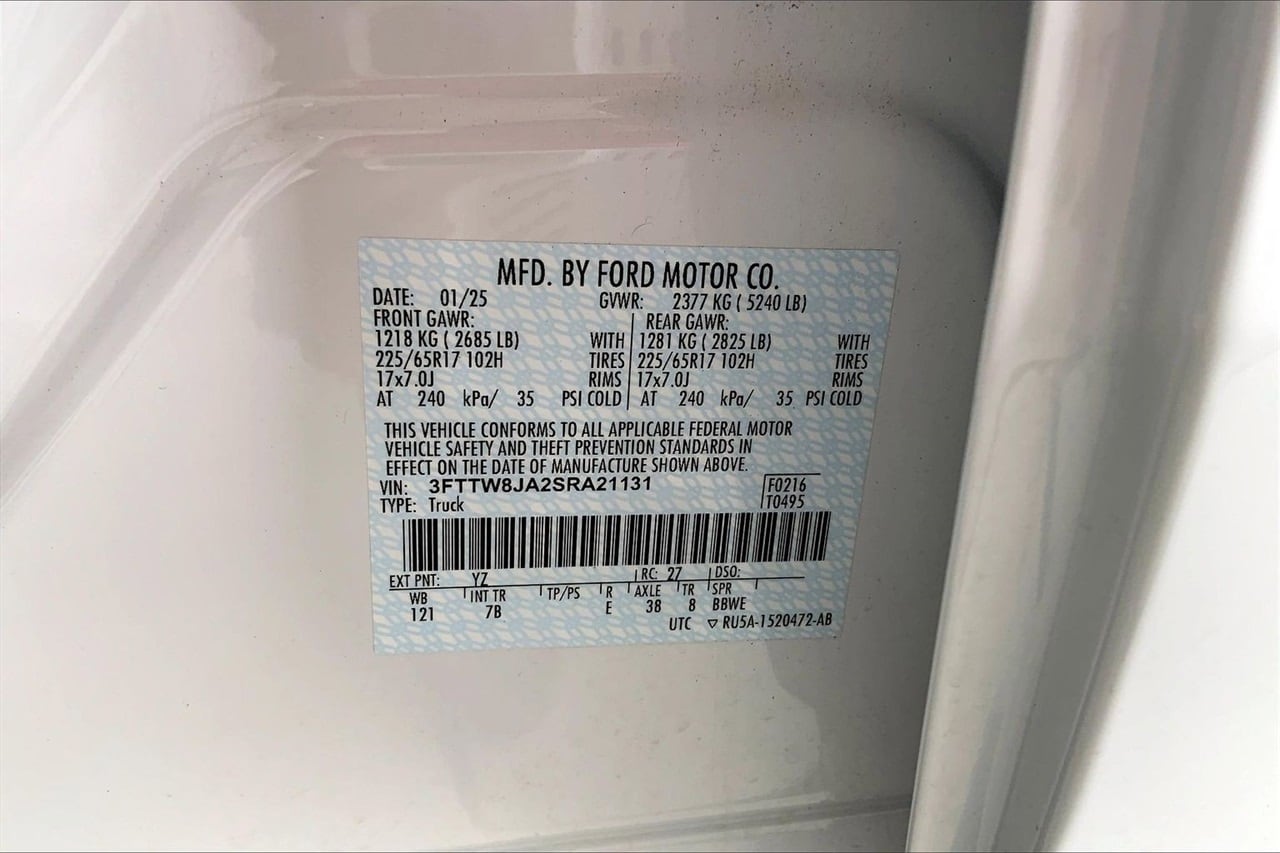 MFD. BY FORD MOTOR CO.
DATE: 01/25 GVWR: 2377 KG ( 5240 LB)
FRONT GAWR: REAR GAWR:
1218 KG ( 2685 LB) WITH 1281 KG ( 2825 LB) WITH
225/65R17 102H TIRES 225/65R17 102H TIRES
17x7.0J RIMS 17x7.0J RIMS
AT 240 kPa/ 35 PSI COLD AT 240 kPa/ 35 PSI COLD
THIS VEHICLE CONFORMS TO ALL APPLICABLE FEDERAL MOTOR
VEHICLE SAFETY AND THEFT PREVENTION STANDARDS IN
EFFECT ON THE DATE OF MANUFACTURE SHOWN ABOVE.
VIN: 3FTTW8JA2SRA21131 F0216
TYPE: Truck T0495
EXT PNT: YZ RC: 27 DSO:
WB INT TR TP/PS R AXLE TR SPR
121 7B E 38 8 BBWE
UTC ▽ RU5A-1520472-AB